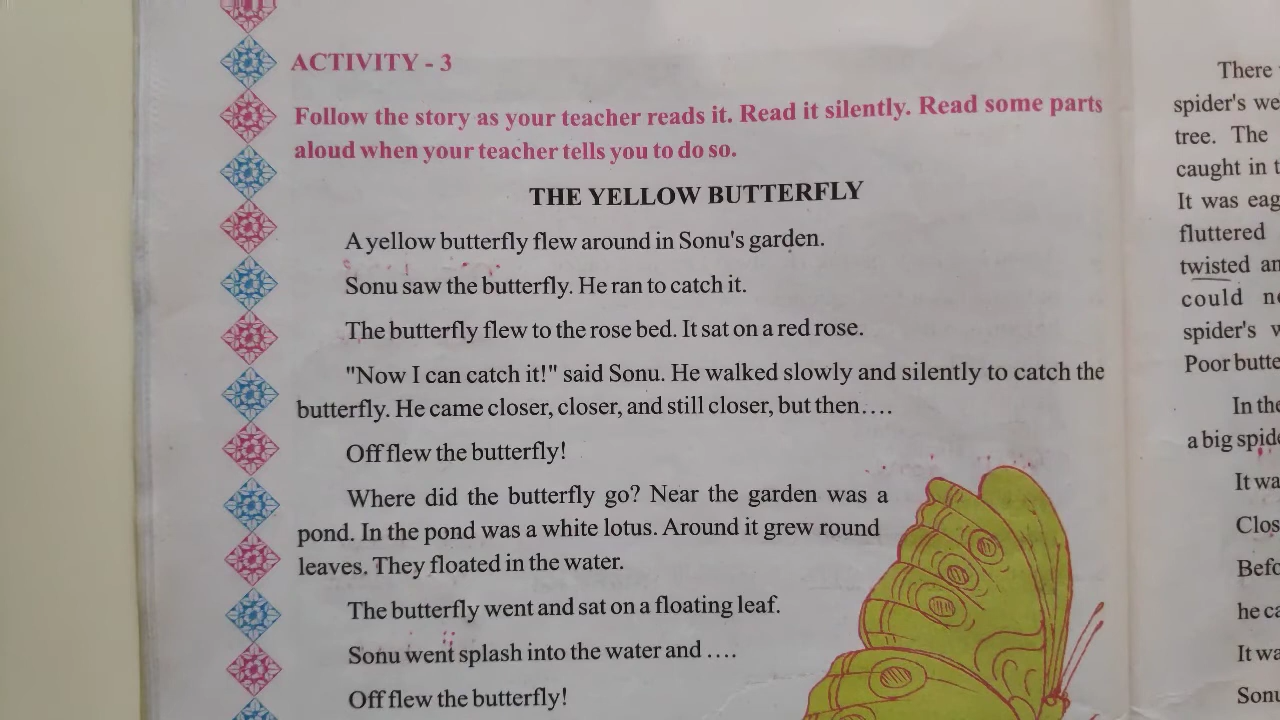 ACTIVITY - 3
Follow the story as your teacher reads it. Read it silently. Read some parts
aloud when your teacher tells you to do so.
THE YELLOW BUTTERFLY
A yellow butterfly flew around in Sonu's garden.
Sonu saw the butterfly. He ran to catch it.
The butterfly flew to the rose bed. It sat on a red rose.
"Now I can catch it!" said Sonu. He walked slowly and silently to catch the
butterfly. He came closer, closer, and still closer, but then....
Off flew the butterfly!
Where did the butterfly go? Near the garden was a
pond. In the pond was a white lotus. Around it grew round
leaves. They floated in the water.
The butterfly went and sat on a floating leaf.
Sonu went splash into the water and ....
Off flew the butterfly!
There
spider's
tree. The
caught in
It was
fluttered
twisted
could
spider's
Poor
In the
a big
It
he
It